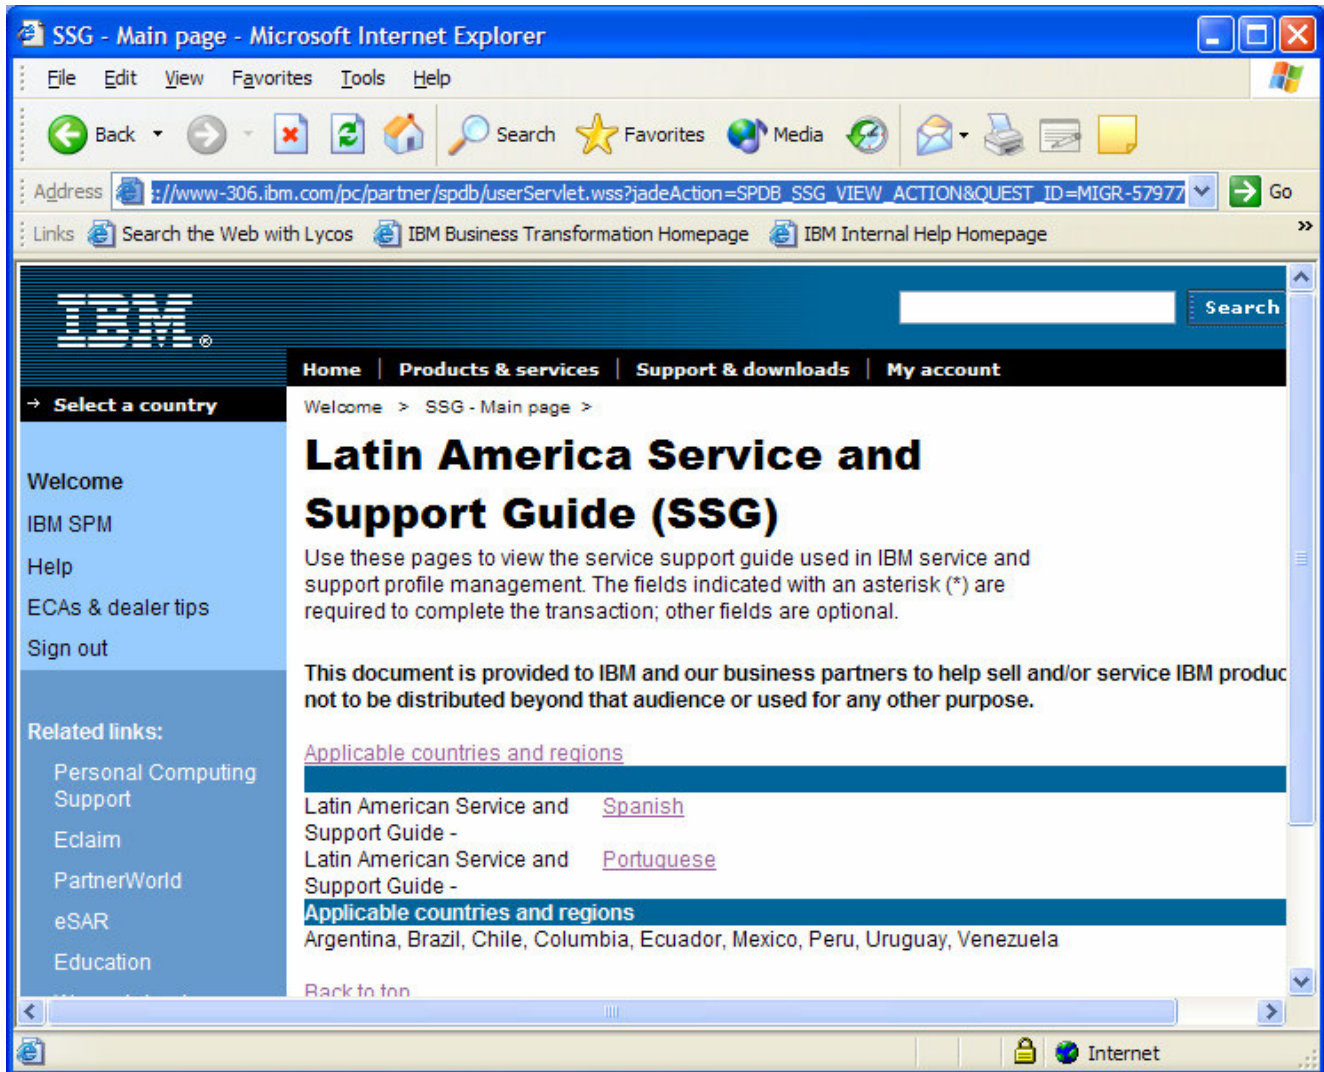 SSG - Main page - Microsoft Internet Explorer
File Edit View Favorites Tools Help
Back Search Favorites Media
Address ://www-306.ibm.com/pc/partner/spdb/userServlet.wss?jadeAction=SPDB_SSG_VIEW_ACTION&QUEST_ID=MIGR-57977 Go
Links Search the Web with Lycos IBM Business Transformation Homepage IBM Internal Help Homepage »
IBM®
Search
Home | Products & services | Support & downloads | My account
→ Select a country
Welcome > SSG - Main page >
Latin America Service and
Support Guide (SSG)
Use these pages to view the service support guide used in IBM service and
support profile management. The fields indicated with an asterisk (*) are
required to complete the transaction; other fields are optional.
This document is provided to IBM and our business partners to help sell and/or service IBM produc
not to be distributed beyond that audience or used for any other purpose.
Applicable countries and regions
Latin American Service and Spanish
Support Guide -
Latin American Service and Portuguese
Support Guide -
Applicable countries and regions
Argentina, Brazil, Chile, Columbia, Ecuador, Mexico, Peru, Uruguay, Venezuela
Back to top
Welcome
IBM SPM
Help
ECAs & dealer tips
Sign out
Related links:
Personal Computing
Support
Eclaim
PartnerWorld
eSAR
Education
Internet